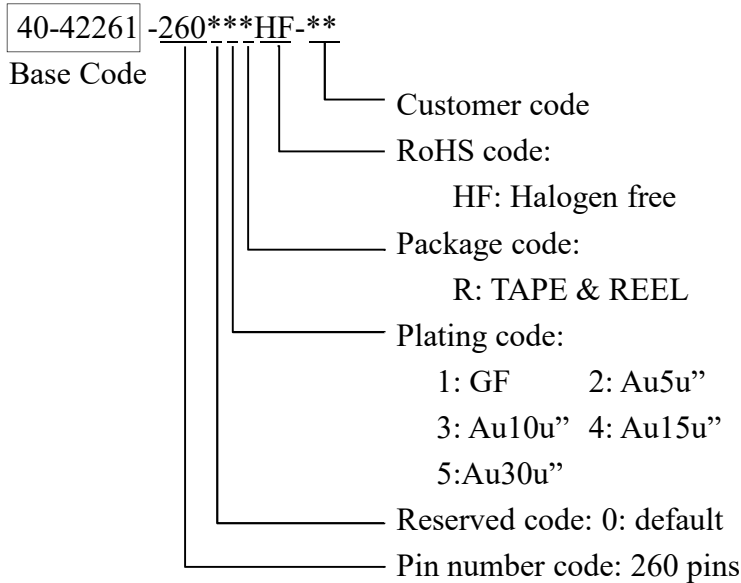 40-42261 -260***HF-**
Base Code
Customer code
RoHS code:
HF: Halogen free
Package code:
R: TAPE & REEL
Plating code:
1: GF 2: Au5u”
3: Au10u” 4: Au15u”
5:Au30u”
Reserved code: 0: default
Pin number code: 260 pins